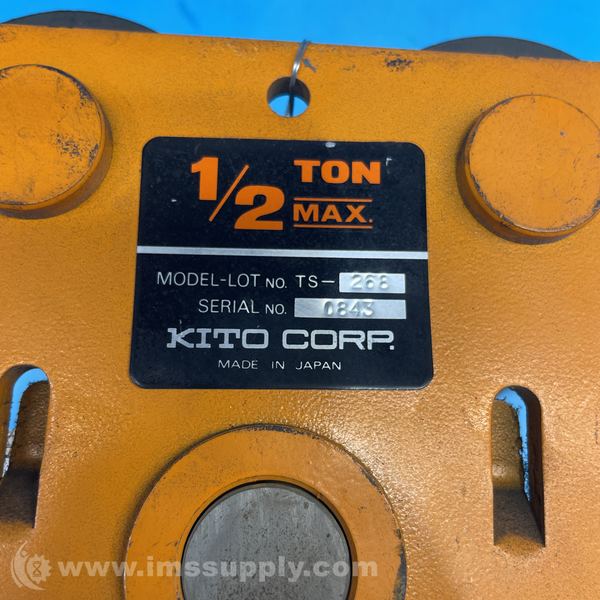 1/2 TON
MAX.
MODEL-LOT NO. TS- 268
SERIAL NO. 0843
KITO CORP.
MADE IN JAPAN
www.imssupply.com